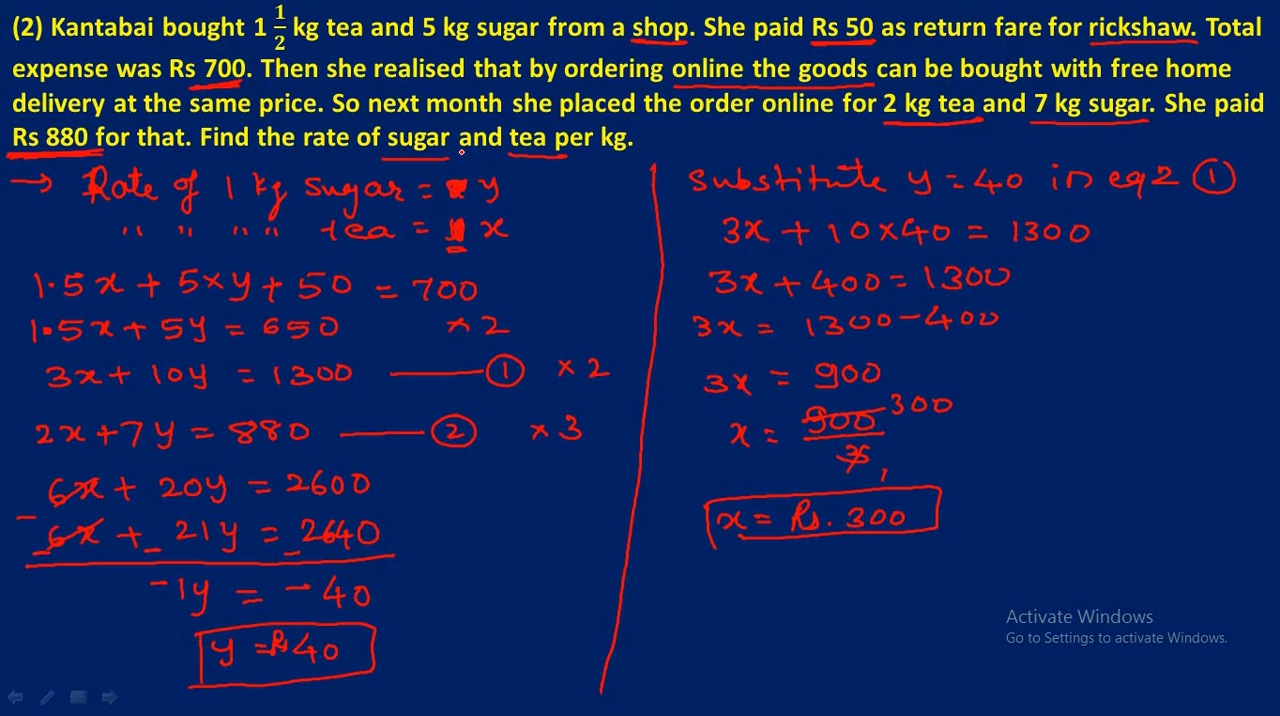 (2) Kantabai bought 1 1/2 kg tea and 5 kg sugar from a shop. She paid Rs 50 as return fare for rickshaw. Total
expense was Rs 700. Then she realised that by ordering online the goods can be bought with free home
delivery at the same price. So next month she placed the order online for 2 kg tea and 7 kg sugar. She paid
Rs 880 for that. Find the rate of sugar and tea per kg.
→ Rate of 1 kg sugar = y
" " " " tea = x
1.5x + 5×y + 50 = 700
1.5x + 5y = 650 ×2
3x + 10y = 1300 —— ① ×2
2x + 7y = 880 —— ② ×3
6x + 20y = 2600
- 6x + 21y = 2640
- - -
-1y = -40
y = Rs 40
Substitute y = 40 in eq2 ①
3x + 10×40 = 1300
3x + 400 = 1300
3x = 1300 - 400
3x = 900
x = 900/3 300
1
x = Rs. 300
Activate Windows
Go to Settings to activate Windows.